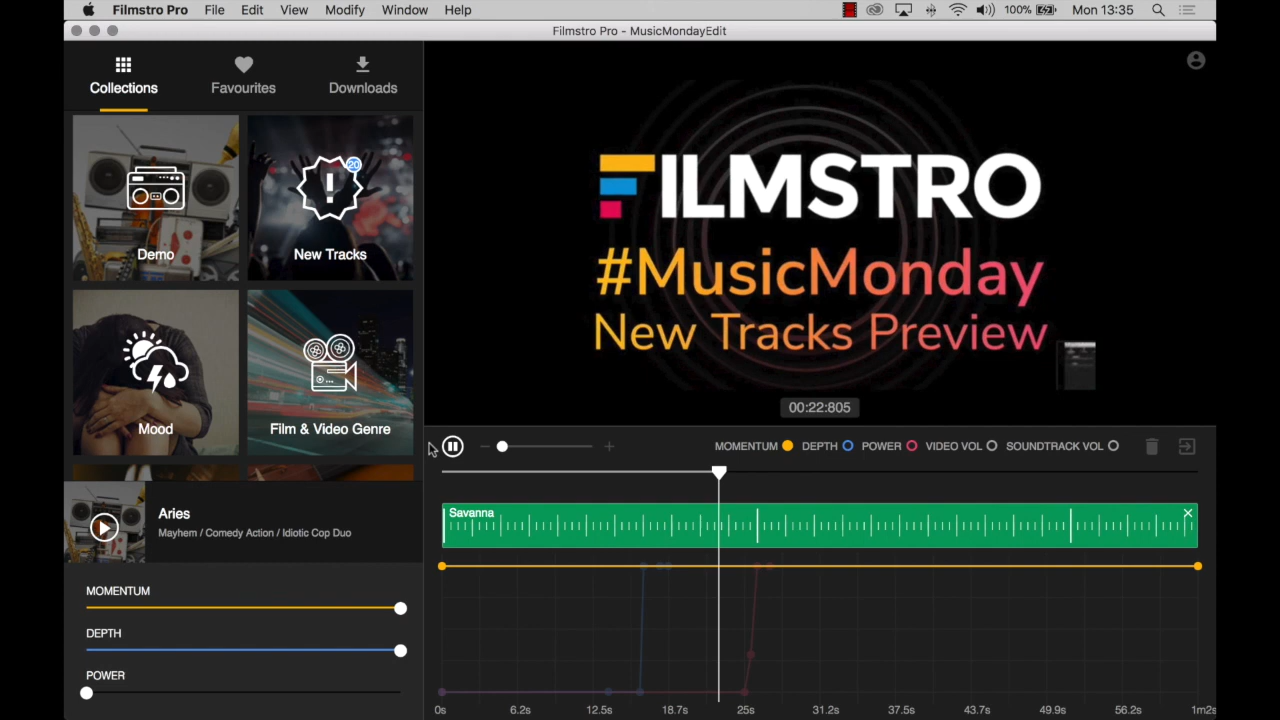 Filmstro Pro File Edit View Modify Window Help 100% Mon 13:35
Filmstro Pro - MusicMondayEdit
Collections Favourites Downloads
Demo
20
New Tracks
Mood
Film & Video Genre
Aries
Mayhem / Comedy Action / Idiotic Cop Duo
MOMENTUM
DEPTH
POWER
FILMSTRO
#MusicMonday
New Tracks Preview
00:22:805
MOMENTUM DEPTH POWER VIDEO VOL SOUNDTRACK VOL
Savanna
0s 6.2s 12.5s 18.7s 25s 31.2s 37.5s 43.7s 49.9s 56.2s 1m2s